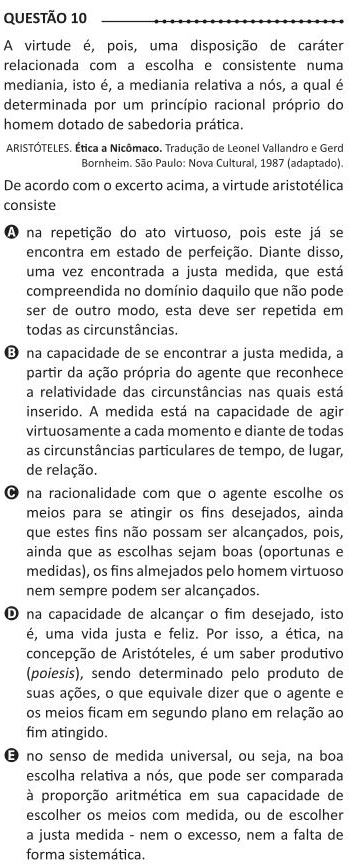 QUESTÃO 10
A virtude é, pois, uma disposição de caráter
relacionada com a escolha e consistente numa
mediania, isto é, a mediania relativa a nós, a qual é
determinada por um princípio racional próprio do
homem dotado de sabedoria prática.
ARISTÓTELES. Ética a Nicômaco. Tradução de Leonel Vallandro e Gerd
Bornheim. São Paulo: Nova Cultural, 1987 (adaptado).
De acordo com o excerto acima, a virtude aristotélica
consiste
A na repetição do ato virtuoso, pois este já se
encontra em estado de perfeição. Diante disso,
uma vez encontrada a justa medida, que está
compreendida no domínio daquilo que não pode
ser de outro modo, esta deve ser repetida em
todas as circunstâncias.
B na capacidade de se encontrar a justa medida, a
partir da ação própria do agente que reconhece
a relatividade das circunstâncias nas quais está
inserido. A medida está na capacidade de agir
virtuosamente a cada momento e diante de todas
as circunstâncias particulares de tempo, de lugar,
de relação.
C na racionalidade com que o agente escolhe os
meios para se atingir os fins desejados, ainda
que estes fins não possam ser alcançados, pois,
ainda que as escolhas sejam boas (oportunas e
medidas), os fins almejados pelo homem virtuoso
nem sempre podem ser alcançados.
D na capacidade de alcançar o fim desejado, isto
é, uma vida justa e feliz. Por isso, a ética, na
concepção de Aristóteles, é um saber produtivo
(poiesis), sendo determinado pelo produto de
suas ações, o que equivale dizer que o agente e
os meios ficam em segundo plano em relação ao
fim atingido.
E no senso de medida universal, ou seja, na boa
escolha relativa a nós, que pode ser comparada
à proporção aritmética em sua capacidade de
escolher os meios com medida, ou de escolher
a justa medida - nem o excesso, nem a falta de
forma sistemática.